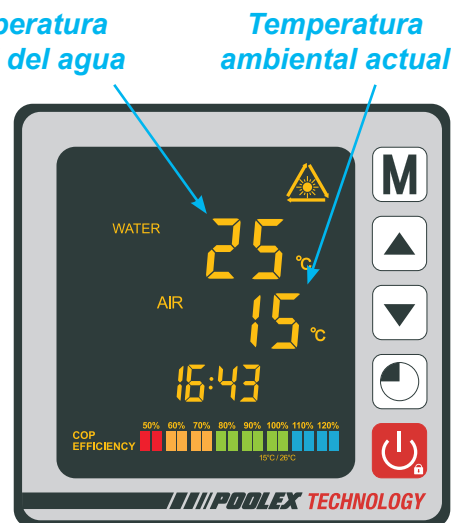 Temperatura
del agua
ambiental actual
M
WATER
25 °C
AIR
15 °C
16:43
50% 60% 70% 80% 90% 100% 110% 120%
COP
EFFICIENCY
15°C / 26°C
POOLEX TECHNOLOGY